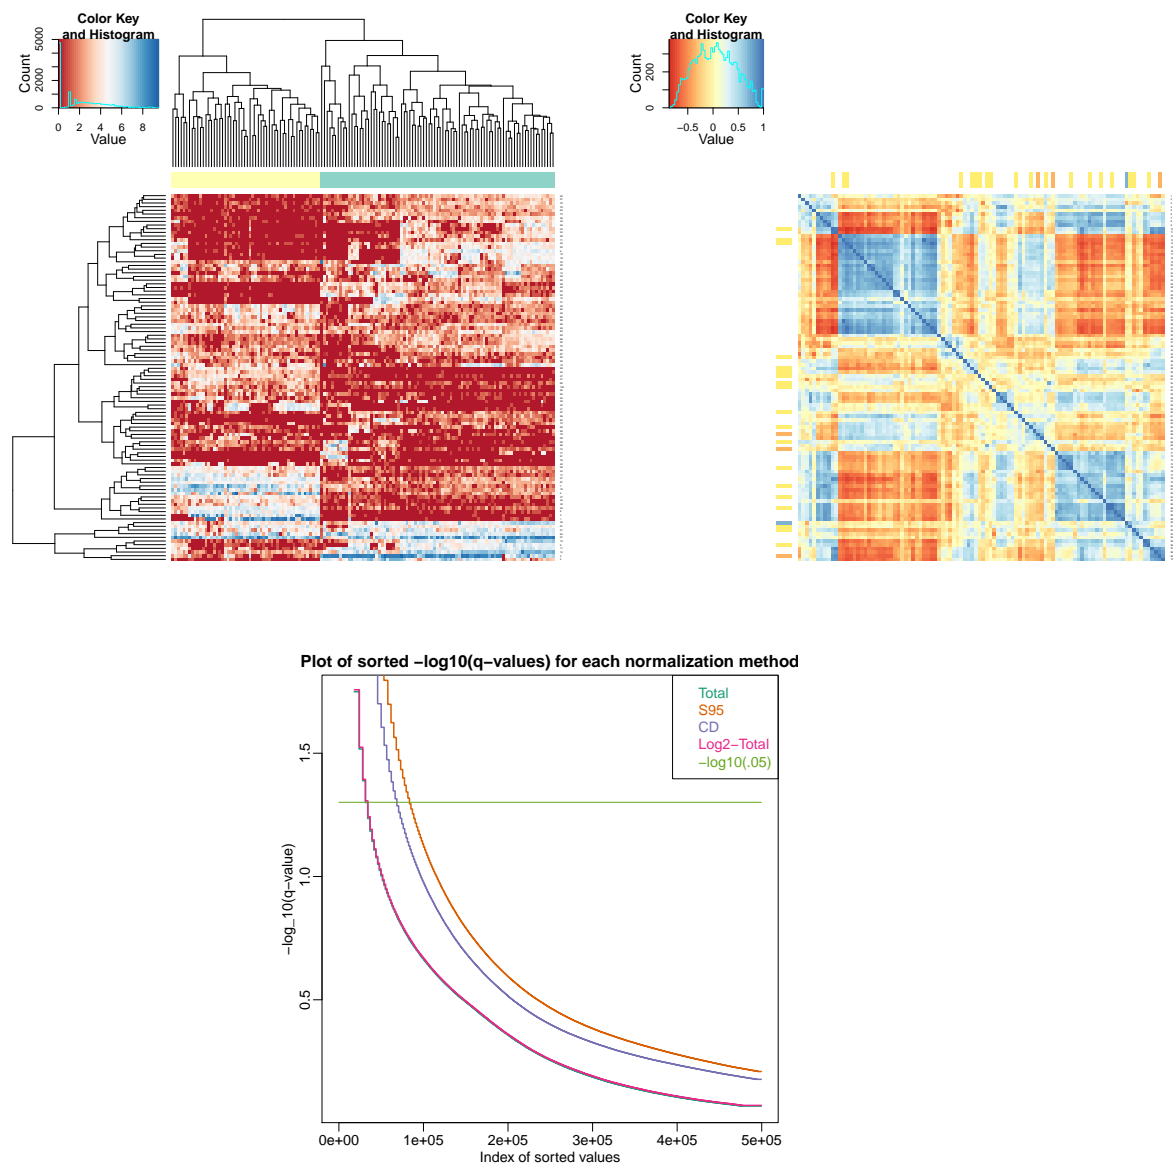 Color Key
and Histogram
Count
0 2000 5000
0 2 4 6 8
Value
Color Key
and Histogram
Count
0 200
−0.5 0 0.5 1
Value
Plot of sorted −log10(q−values) for each normalization method
Total
S95
CD
Log2−Total
−log10(.05)
−log_10(q−value)
1.5
1.0
0.5
0e+00 1e+05 2e+05 3e+05 4e+05 5e+05
Index of sorted values